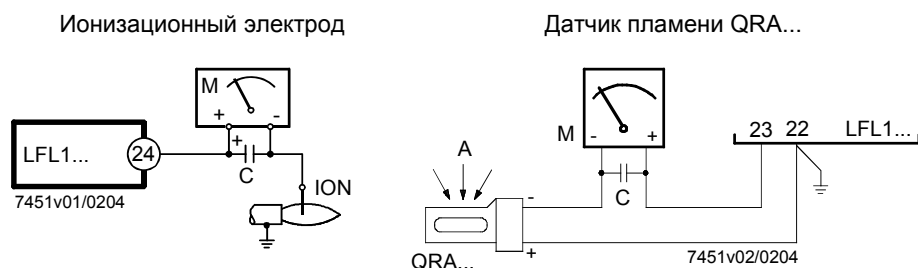 Ионизационный электрод
M
+ -
+
C
LFL1...
24
ION
7451v01/0204
Датчик пламени QRA...
M
- +
C
A
-
+
QRA...
23 22 LFL1...
7451v02/0204